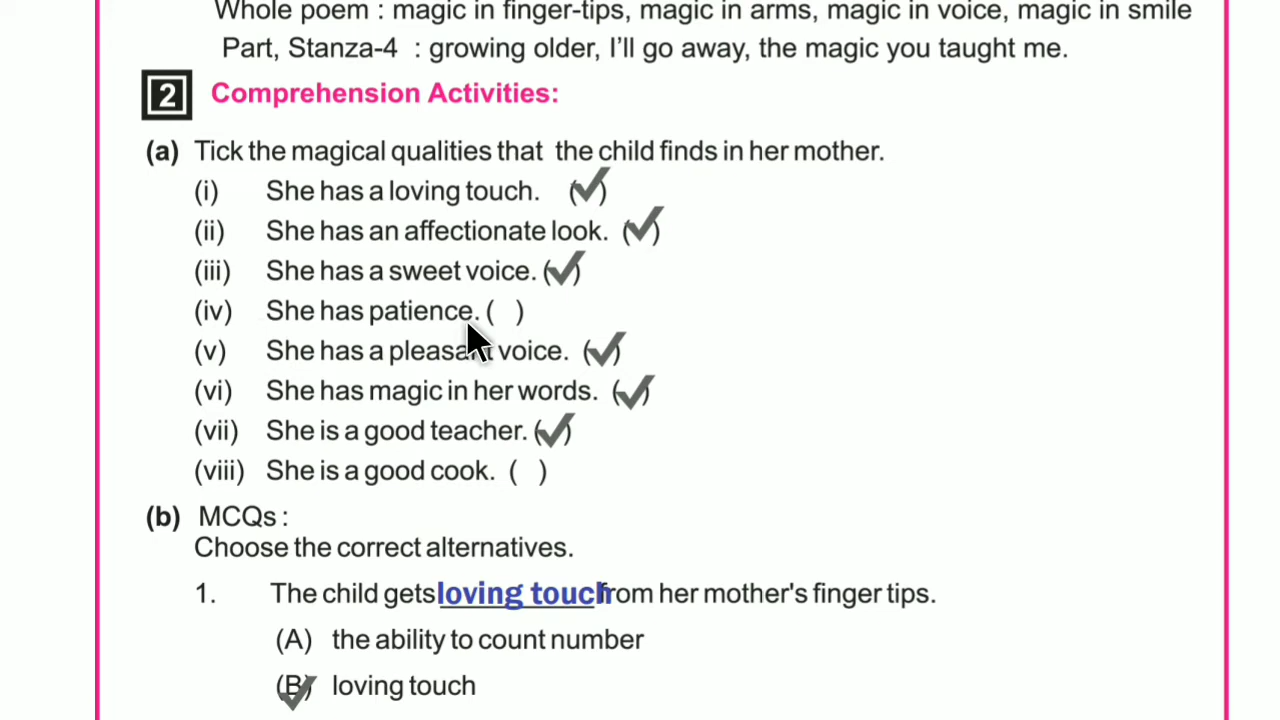 Whole poem : magic in finger-tips, magic in arms, magic in voice, magic in smile
Part, Stanza-4 : growing older, I'll go away, the magic you taught me.
2 Comprehension Activities:
(a) Tick the magical qualities that the child finds in her mother.
(i) She has a loving touch. (✓)
(ii) She has an affectionate look. (✓)
(iii) She has a sweet voice. (✓)
(iv) She has patience. ( )
(v) She has a pleasant voice. (✓)
(vi) She has magic in her words. (✓)
(vii) She is a good teacher. (✓)
(viii) She is a good cook. ( )
(b) MCQs :
Choose the correct alternatives.
1. The child gets loving touch from her mother's finger tips.
(A) the ability to count number
(B) loving touch